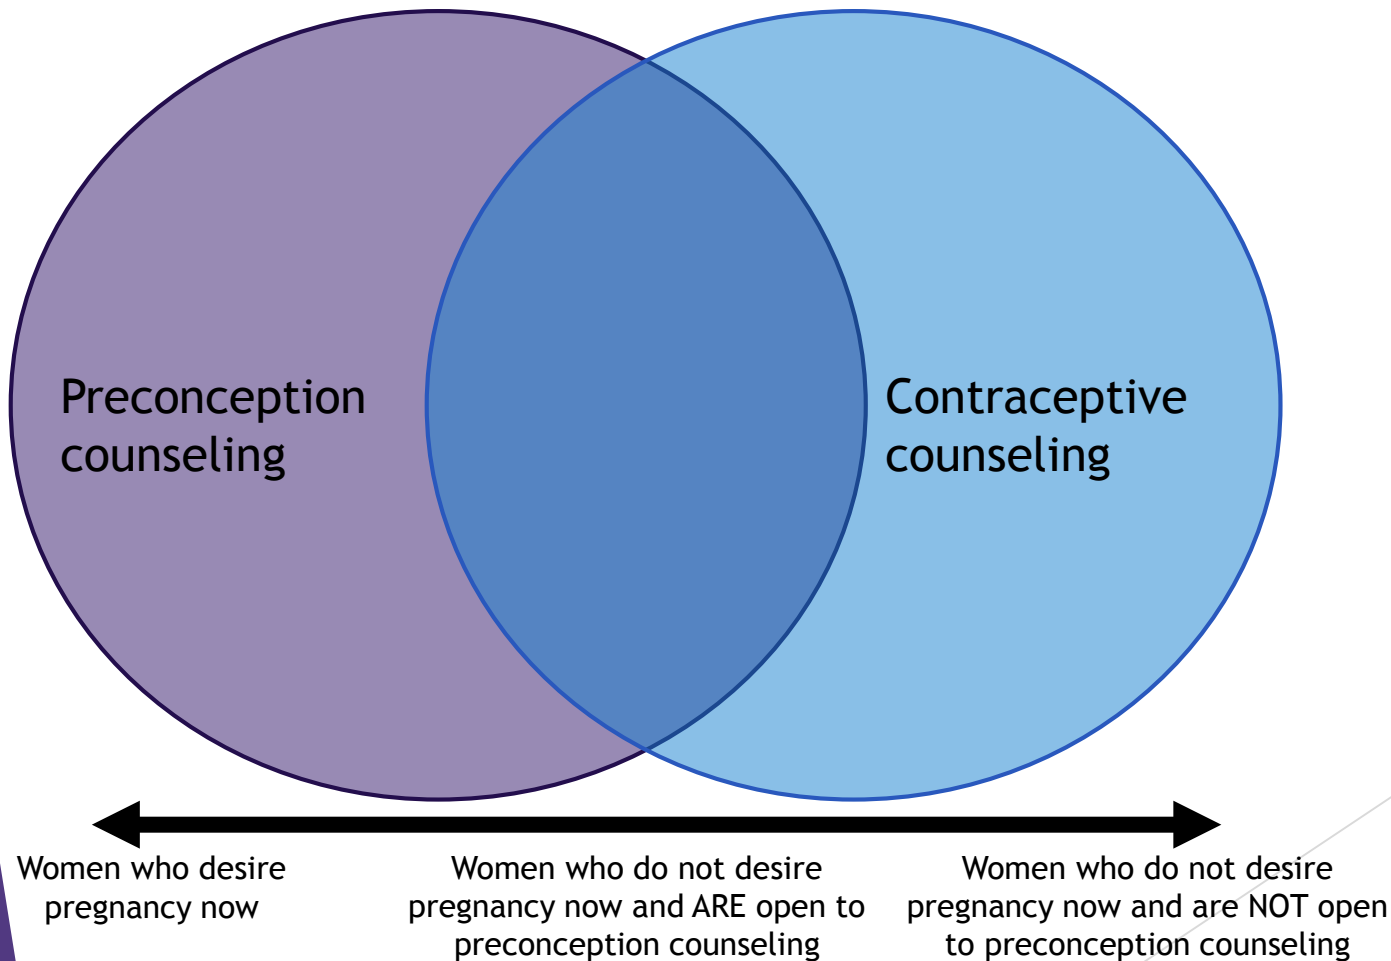 Preconception
counseling
Contraceptive
counseling
Women who desire
pregnancy now
Women who do not desire
pregnancy now and ARE open to
preconception counseling
Women who do not desire
pregnancy now and are NOT open
to preconception counseling